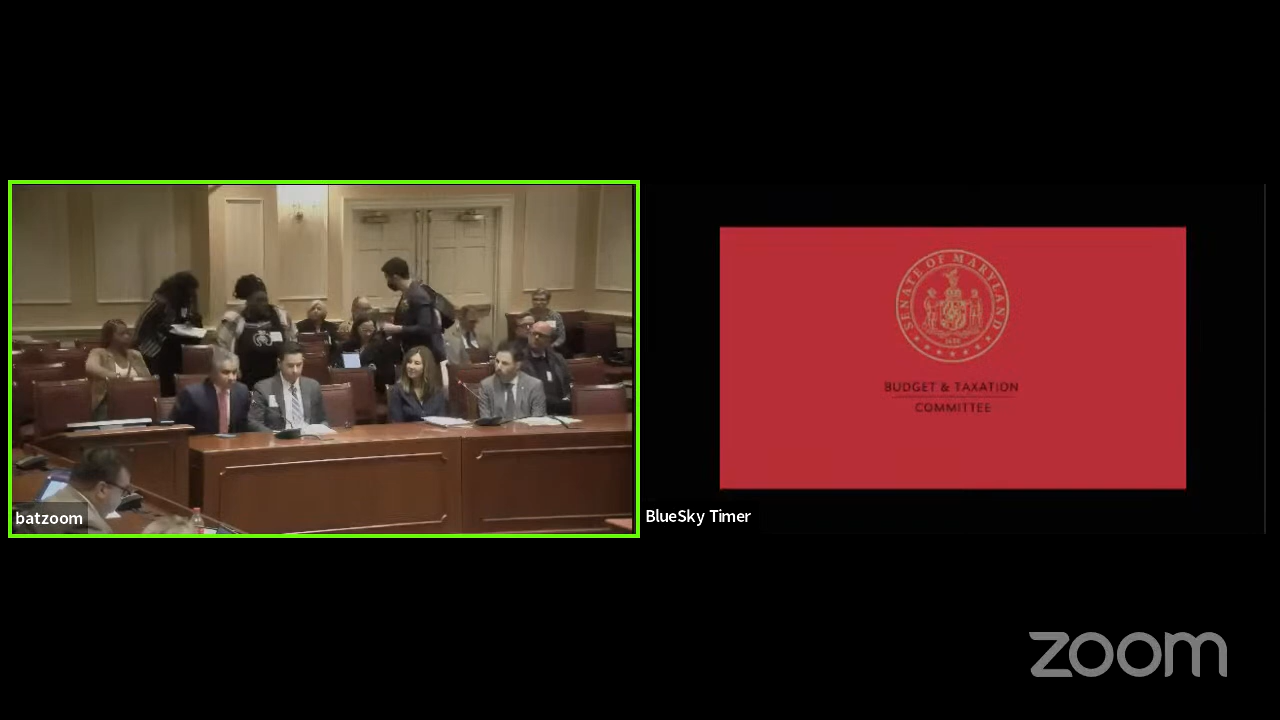 SENATE OF MARYLAND
BUDGET & TAXATION
COMMITTEE
batzoom
BlueSky Timer
zoom